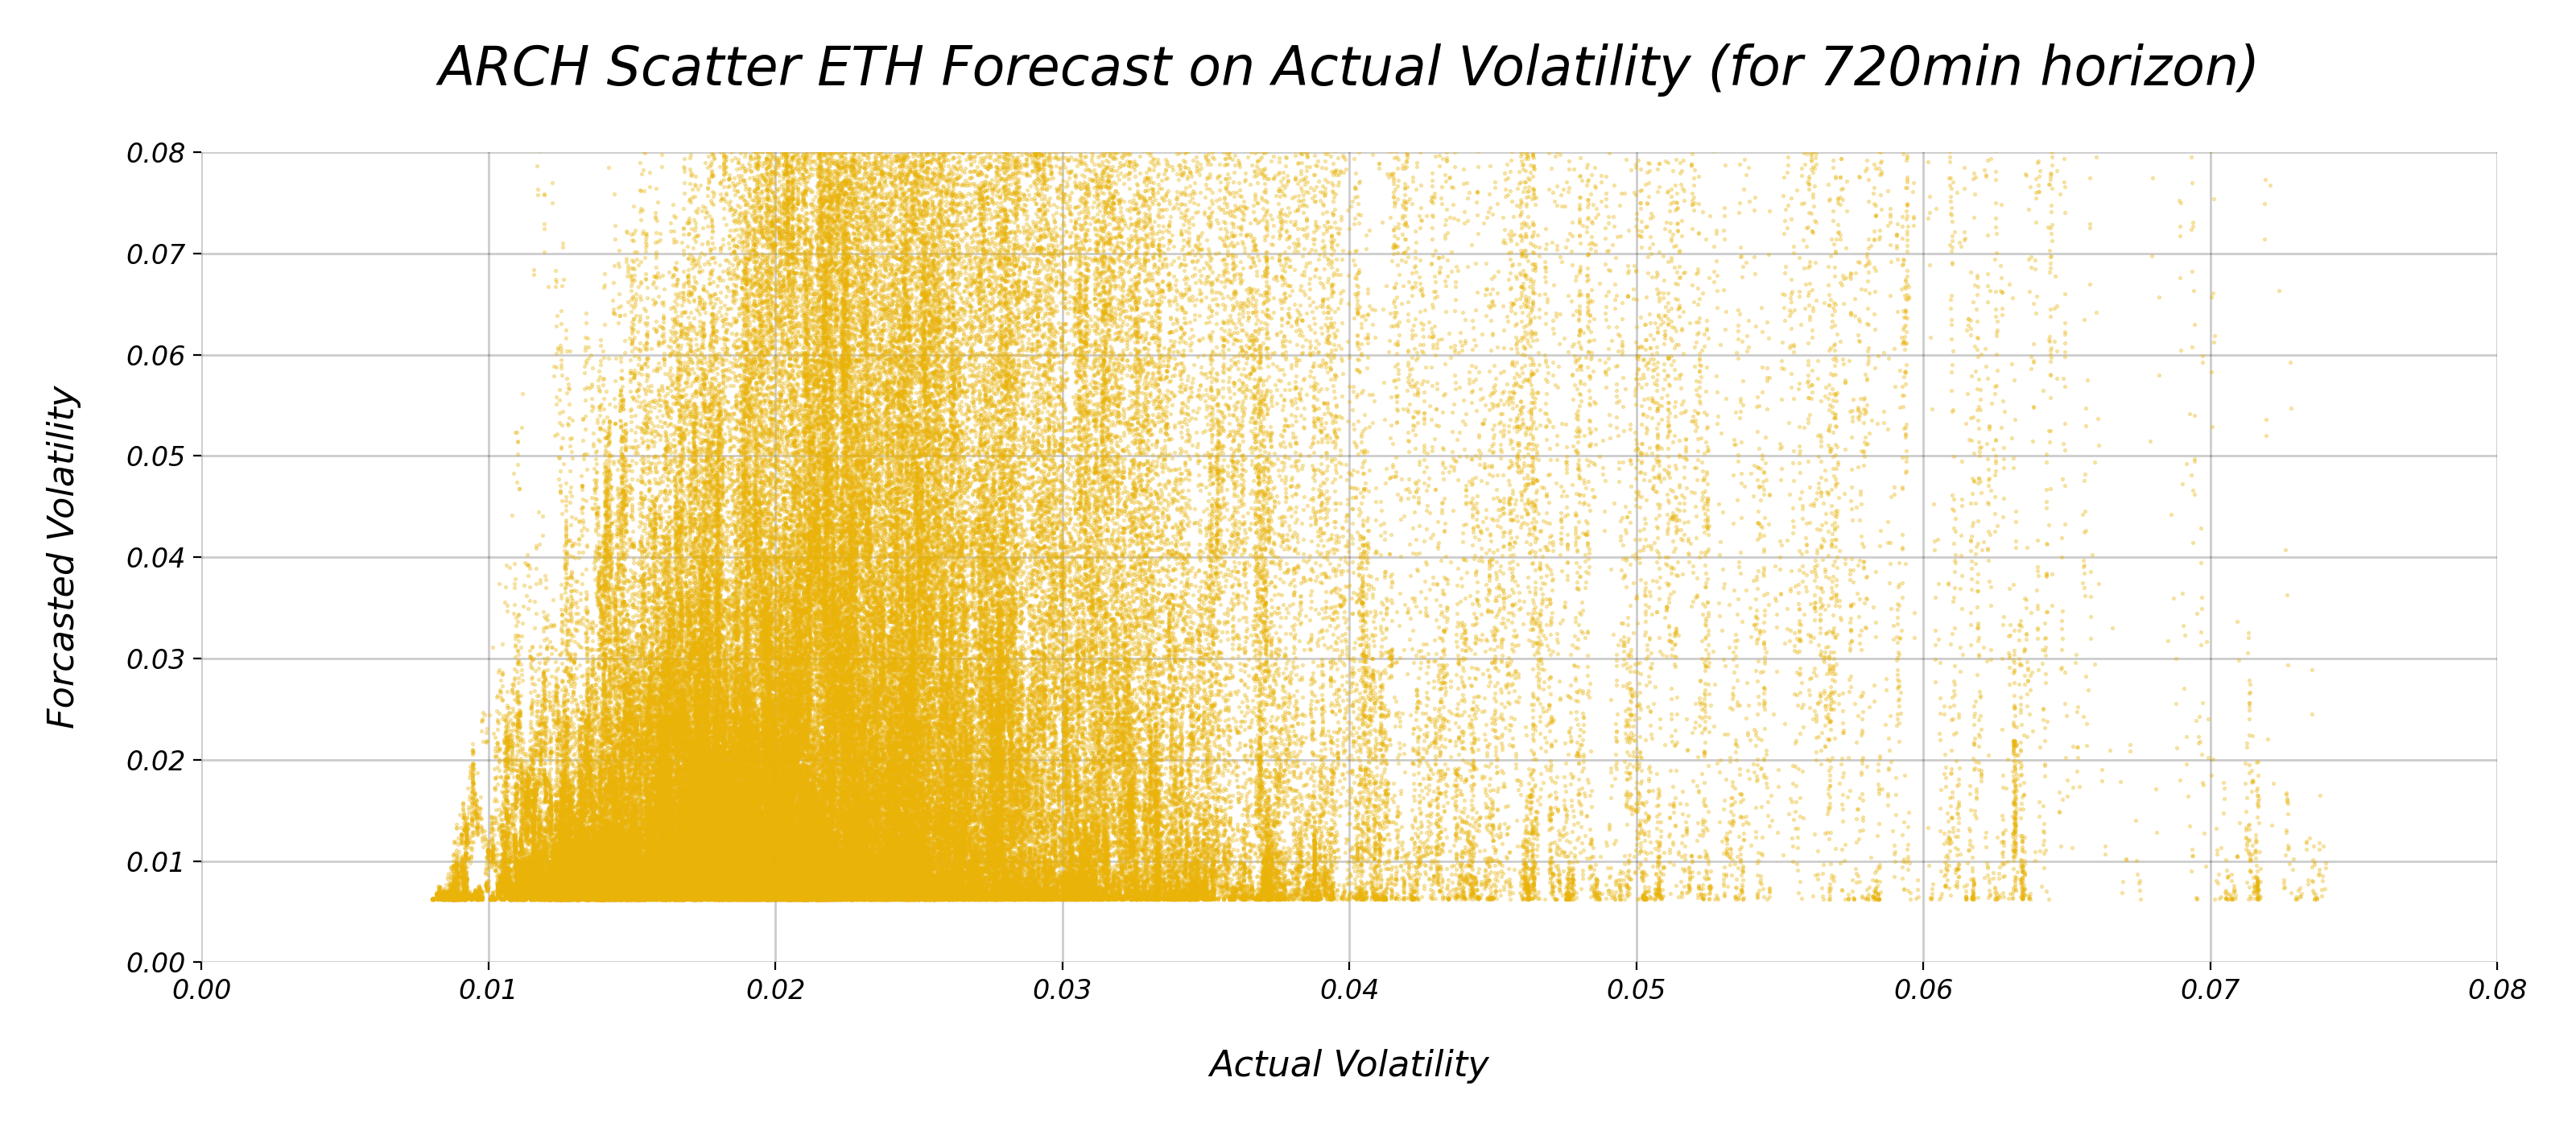 ARCH Scatter ETH Forecast on Actual Volatility (for 720min horizon)
Forcasted Volatility
0.08
0.07
0.06
0.05
0.04
0.03
0.02
0.01
0.00
0.00 0.01 0.02 0.03 0.04 0.05 0.06 0.07 0.08
Actual Volatility